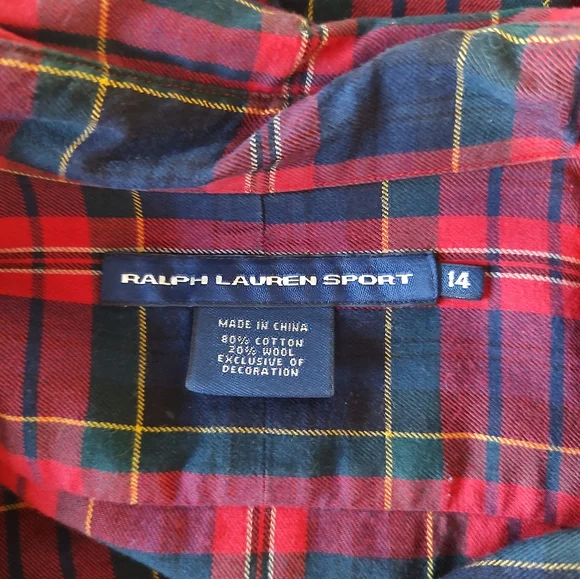 RALPH LAUREN SPORT 14
MADE IN CHINA
80% COTTON
20% WOOL
EXCLUSIVE OF
DECORATION